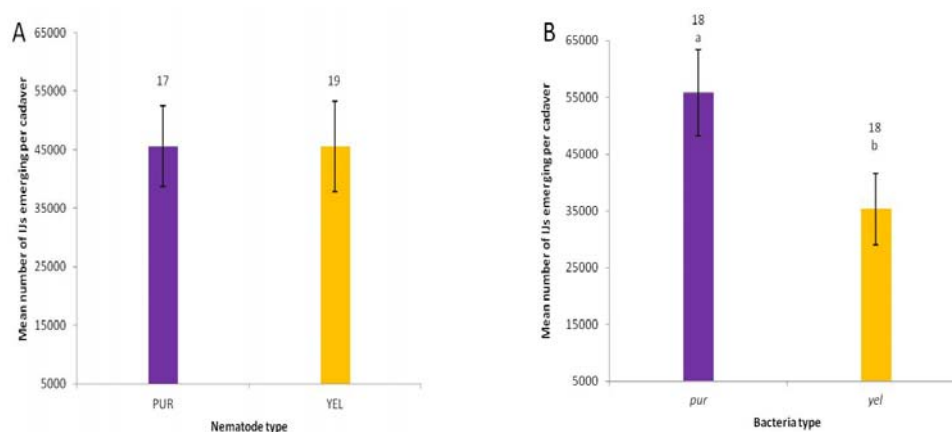 A
Mean number of IJs emerging per cadaver
65000
55000
45000
35000
25000
15000
5000
17
19
PUR
YEL
Nematode type
B
Mean number of IJs emerging per cadaver
65000
55000
45000
35000
25000
15000
5000
18
a
18
b
pur
yel
Bacteria type